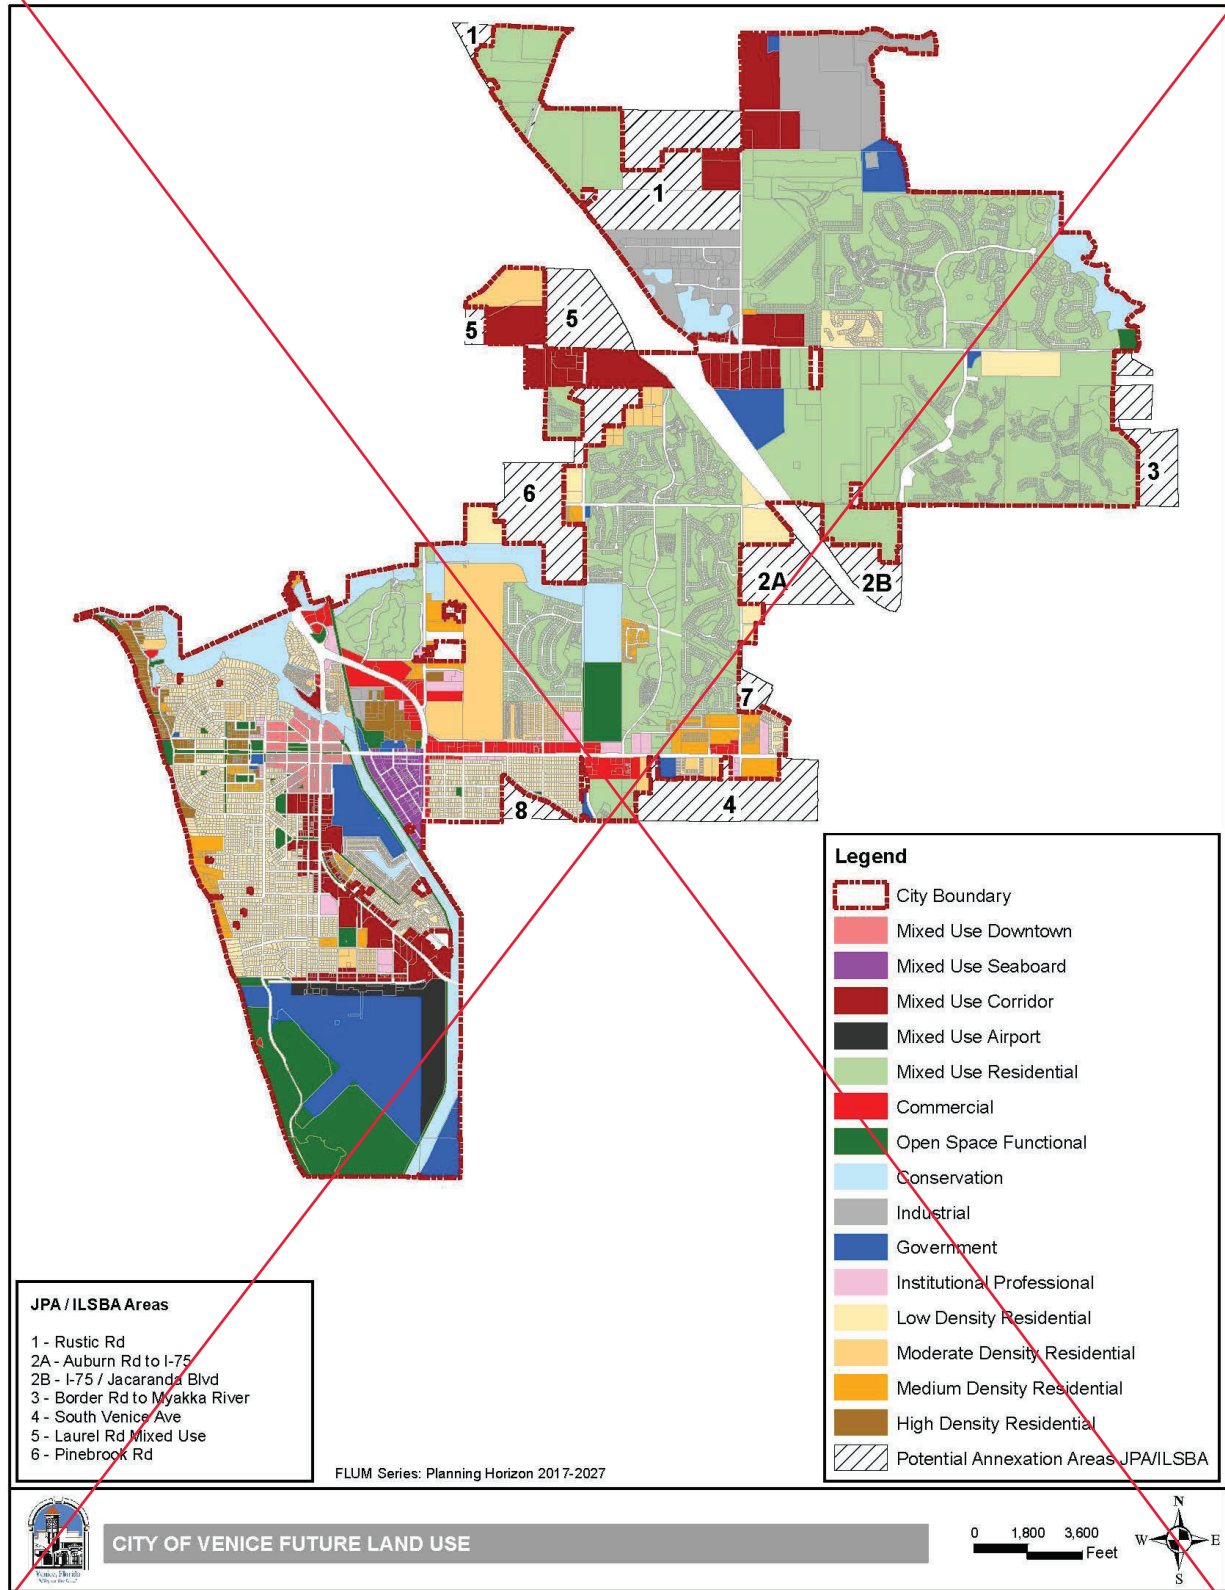 1
1
5
5
6
3
2A
2B
7
4
8
Legend
City Boundary
Mixed Use Downtown
Mixed Use Seaboard
Mixed Use Corridor
Mixed Use Airport
Mixed Use Residential
Commercial
Open Space Functional
Conservation
Industrial
Government
Institutional Professional
Low Density Residential
Moderate Density Residential
Medium Density Residential
High Density Residential
Potential Annexation Areas JPA/ILSBA
JPA / ILSBA Areas
1 - Rustic Rd
2A - Auburn Rd to I-75
2B - I-75 / Jacaranda Blvd
3 - Border Rd to Myakka River
4 - South Venice Ave
5 - Laurel Rd Mixed Use
6 - Pinebrook Rd
FLUM Series: Planning Horizon 2017-2027
Venice, Florida
CITY OF VENICE FUTURE LAND USE
0 1,800 3,600
Feet
N
W E
S